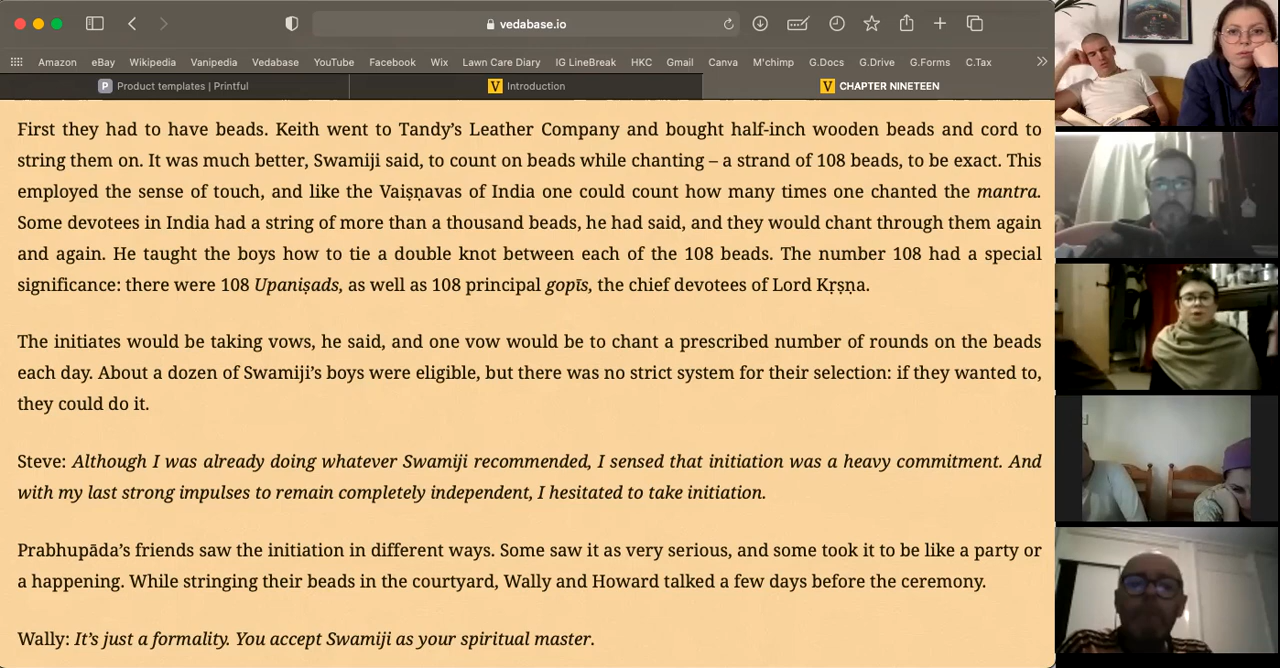 vedabase.io
Amazon eBay Wikipedia Vanipedia Vedabase YouTube Facebook Wix Lawn Care Diary IG LineBreak HKC Gmail Canva M'chimp G.Docs G.Drive G.Forms C.Tax
P Product templates | Printful V Introduction V CHAPTER NINETEEN
First they had to have beads. Keith went to Tandy’s Leather Company and bought half-inch wooden beads and cord to
string them on. It was much better, Swamiji said, to count on beads while chanting – a strand of 108 beads, to be exact. This
employed the sense of touch, and like the Vaiṣṇavas of India one could count how many times one chanted the mantra.
Some devotees in India had a string of more than a thousand beads, he had said, and they would chant through them again
and again. He taught the boys how to tie a double knot between each of the 108 beads. The number 108 had a special
significance: there were 108 Upaniṣads, as well as 108 principal gopīs, the chief devotees of Lord Kṛṣṇa.
The initiates would be taking vows, he said, and one vow would be to chant a prescribed number of rounds on the beads
each day. About a dozen of Swamiji’s boys were eligible, but there was no strict system for their selection: if they wanted to,
they could do it.
Steve: Although I was already doing whatever Swamiji recommended, I sensed that initiation was a heavy commitment. And
with my last strong impulses to remain completely independent, I hesitated to take initiation.
Prabhupāda’s friends saw the initiation in different ways. Some saw it as very serious, and some took it to be like a party or
a happening. While stringing their beads in the courtyard, Wally and Howard talked a few days before the ceremony.
Wally: It’s just a formality. You accept Swamiji as your spiritual master.